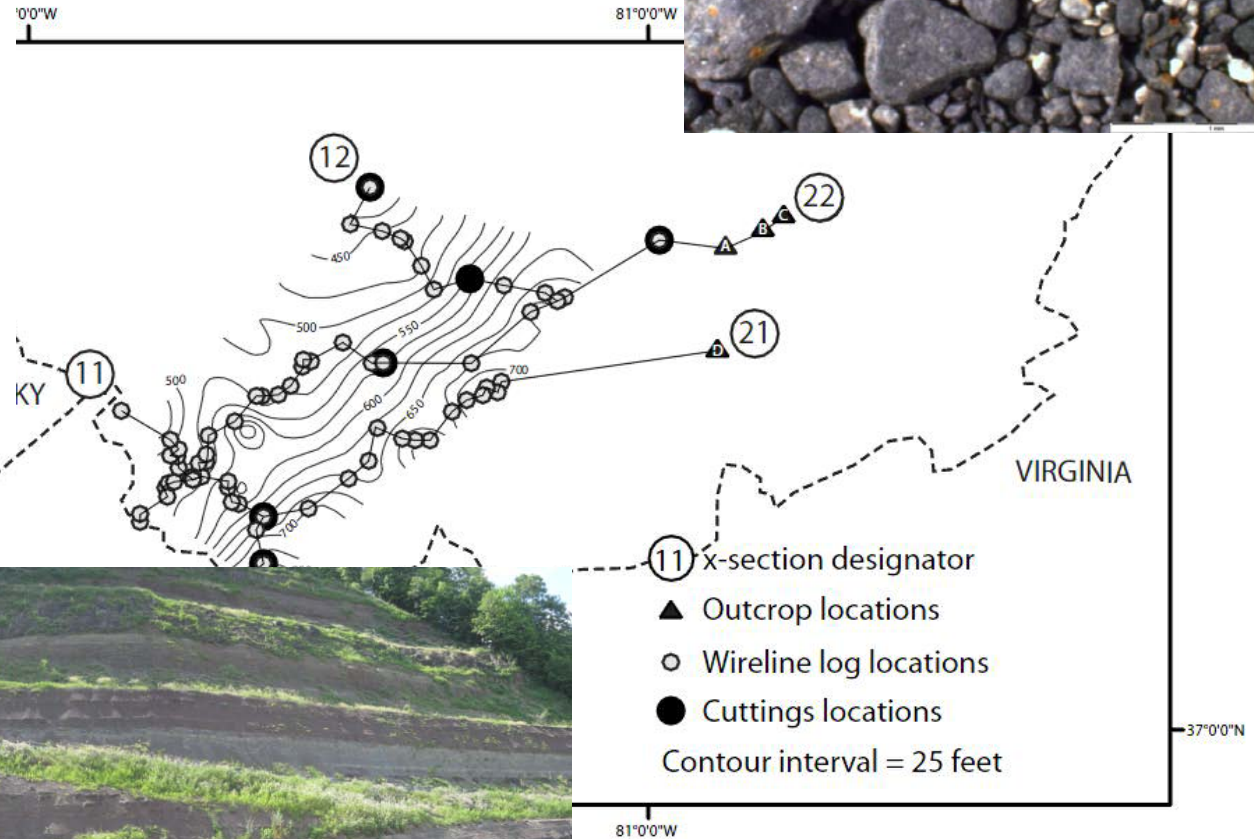 '0'0"W
81°0'0"W
1 mm
12
22
C
B
A
450
21
D
500
550
11
500
700
KY
600
650
VIRGINIA
700
11 x-section designator
Outcrop locations
Wireline log locations
Cuttings locations
37°0'0"N
Contour interval = 25 feet
81°0'0"W